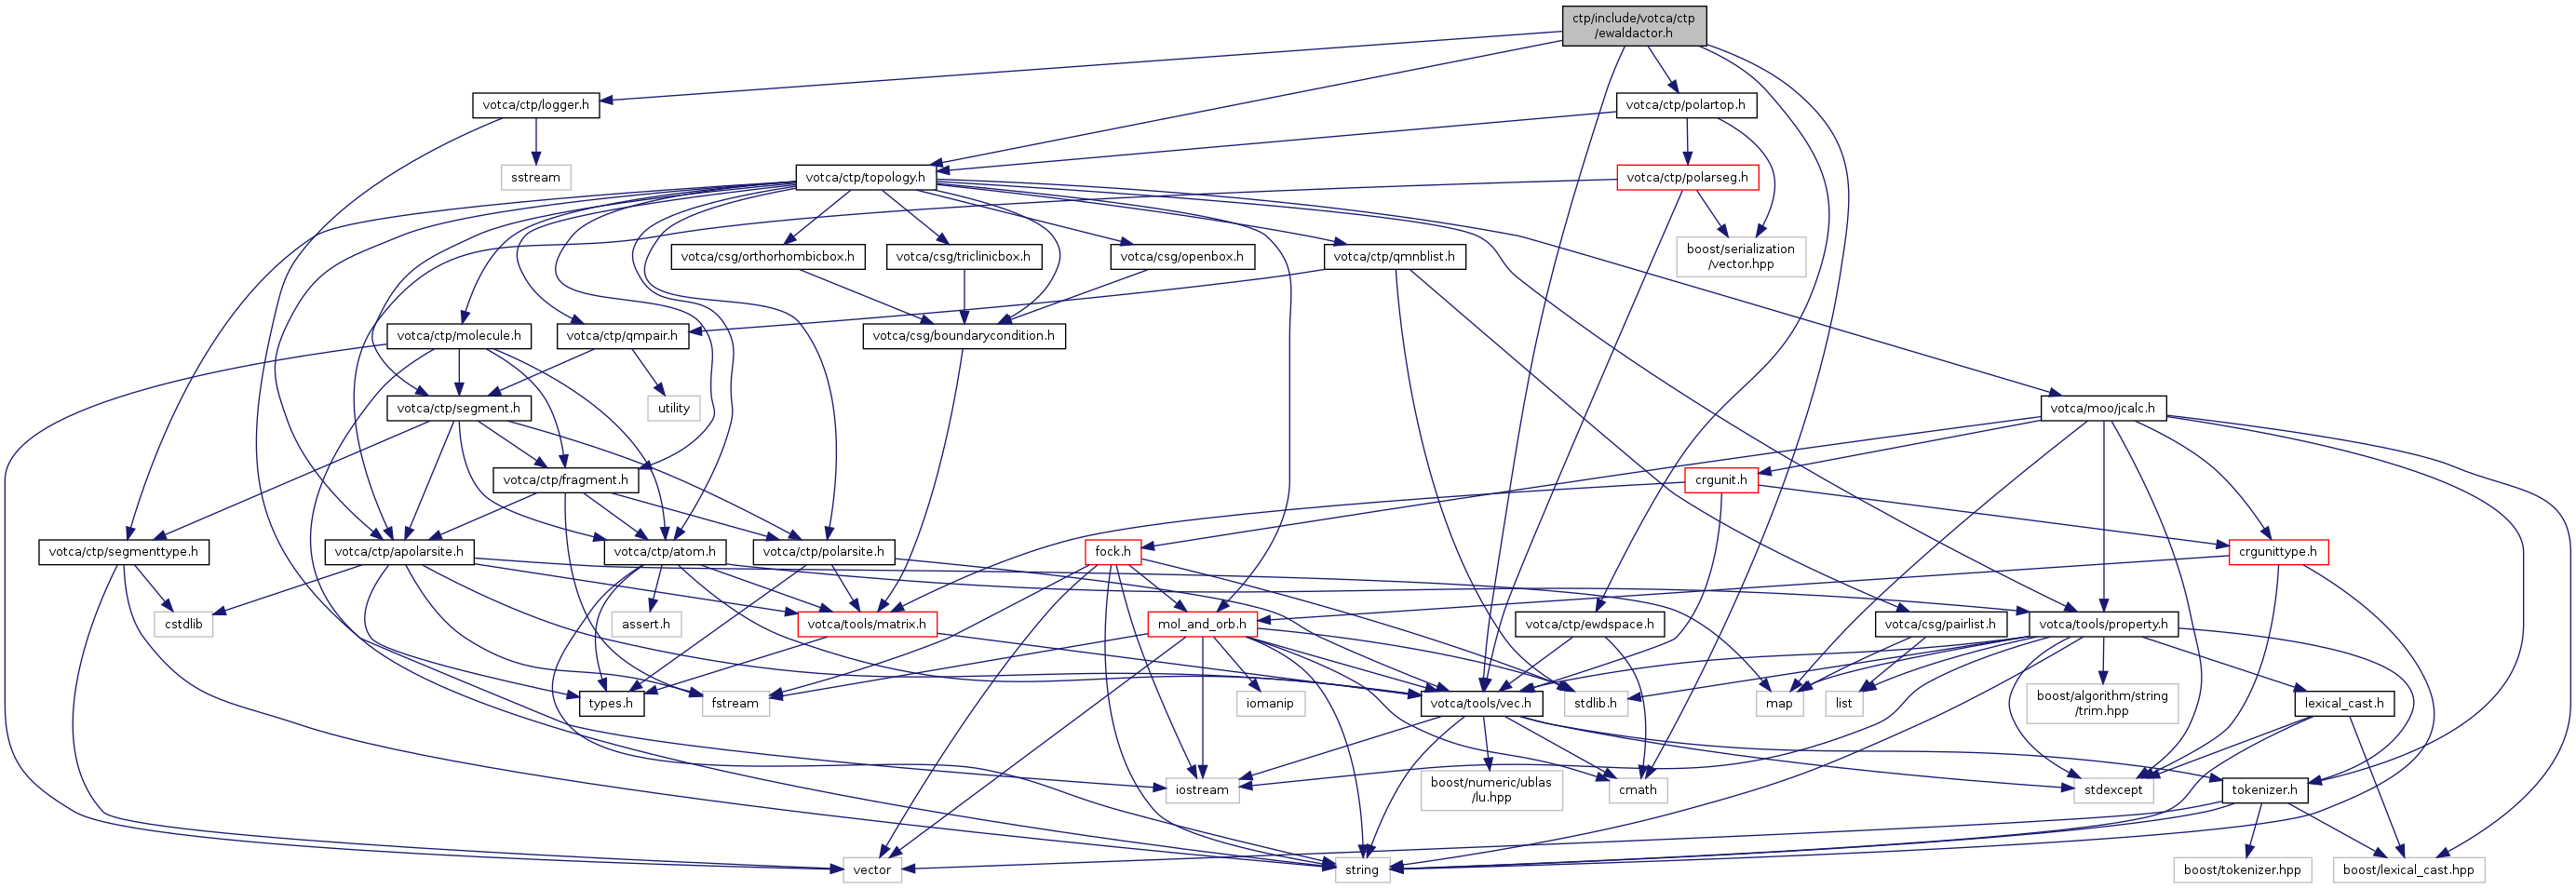 ctp/include/votca/ctp
/ewaldactor.h
votca/ctp/logger.h
votca/ctp/polartop.h
sstream
votca/ctp/topology.h
votca/ctp/polarseg.h
votca/csg/orthorhombicbox.h
votca/csg/triclinicbox.h
votca/csg/openbox.h
votca/ctp/qmnblist.h
boost/serialization
/vector.hpp
votca/ctp/molecule.h
votca/ctp/qmpair.h
votca/csg/boundarycondition.h
votca/ctp/segment.h
utility
votca/moo/jcalc.h
votca/ctp/fragment.h
crgunit.h
votca/ctp/segmenttype.h
votca/ctp/apolarsite.h
votca/ctp/atom.h
votca/ctp/polarsite.h
fock.h
crgunittype.h
cstdlib
assert.h
votca/tools/matrix.h
mol_and_orb.h
votca/ctp/ewdspace.h
votca/csg/pairlist.h
votca/tools/property.h
types.h
fstream
iomanip
votca/tools/vec.h
stdlib.h
map
list
boost/algorithm/string
/trim.hpp
lexical_cast.h
iostream
boost/numeric/ublas
/lu.hpp
cmath
stdexcept
tokenizer.h
vector
string
boost/tokenizer.hpp
boost/lexical_cast.hpp